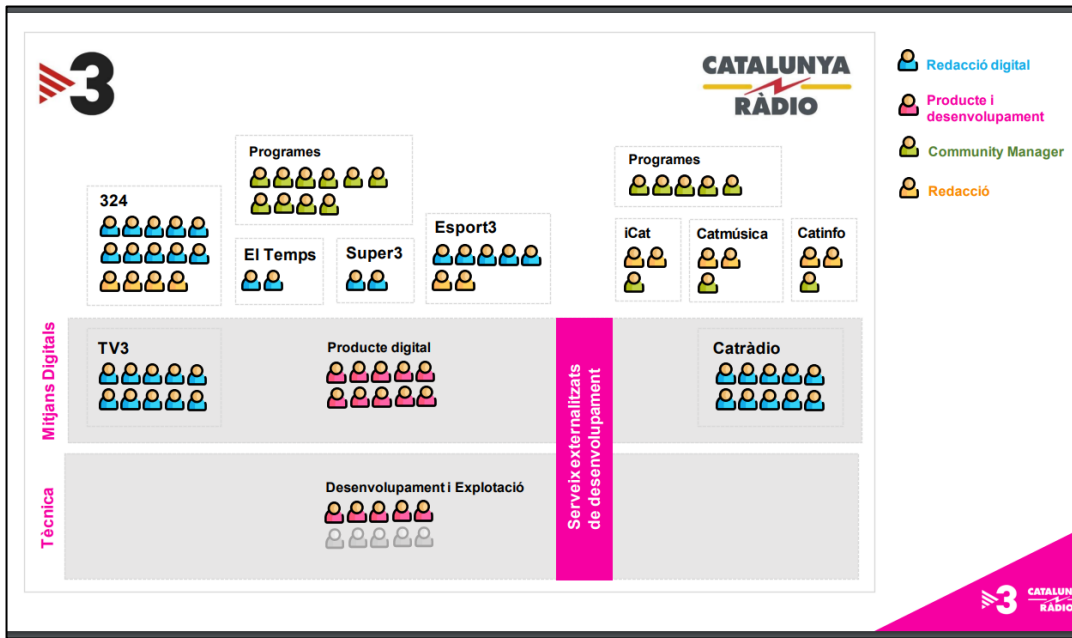 3
CATALUNYA
RÀDIO
Redacció digital
Producte i
desenvolupament
Community Manager
Redacció
Programes
Programes
324
El Temps
Super3
Esport3
iCat
Catmúsica
Catinfo
Mitjans Digitals
TV3
Producte digital
Catràdio
Serveix externalitzats
de desenvolupament
Tècnica
Desenvolupament i Explotació
3
CATALUN
RÀDIO